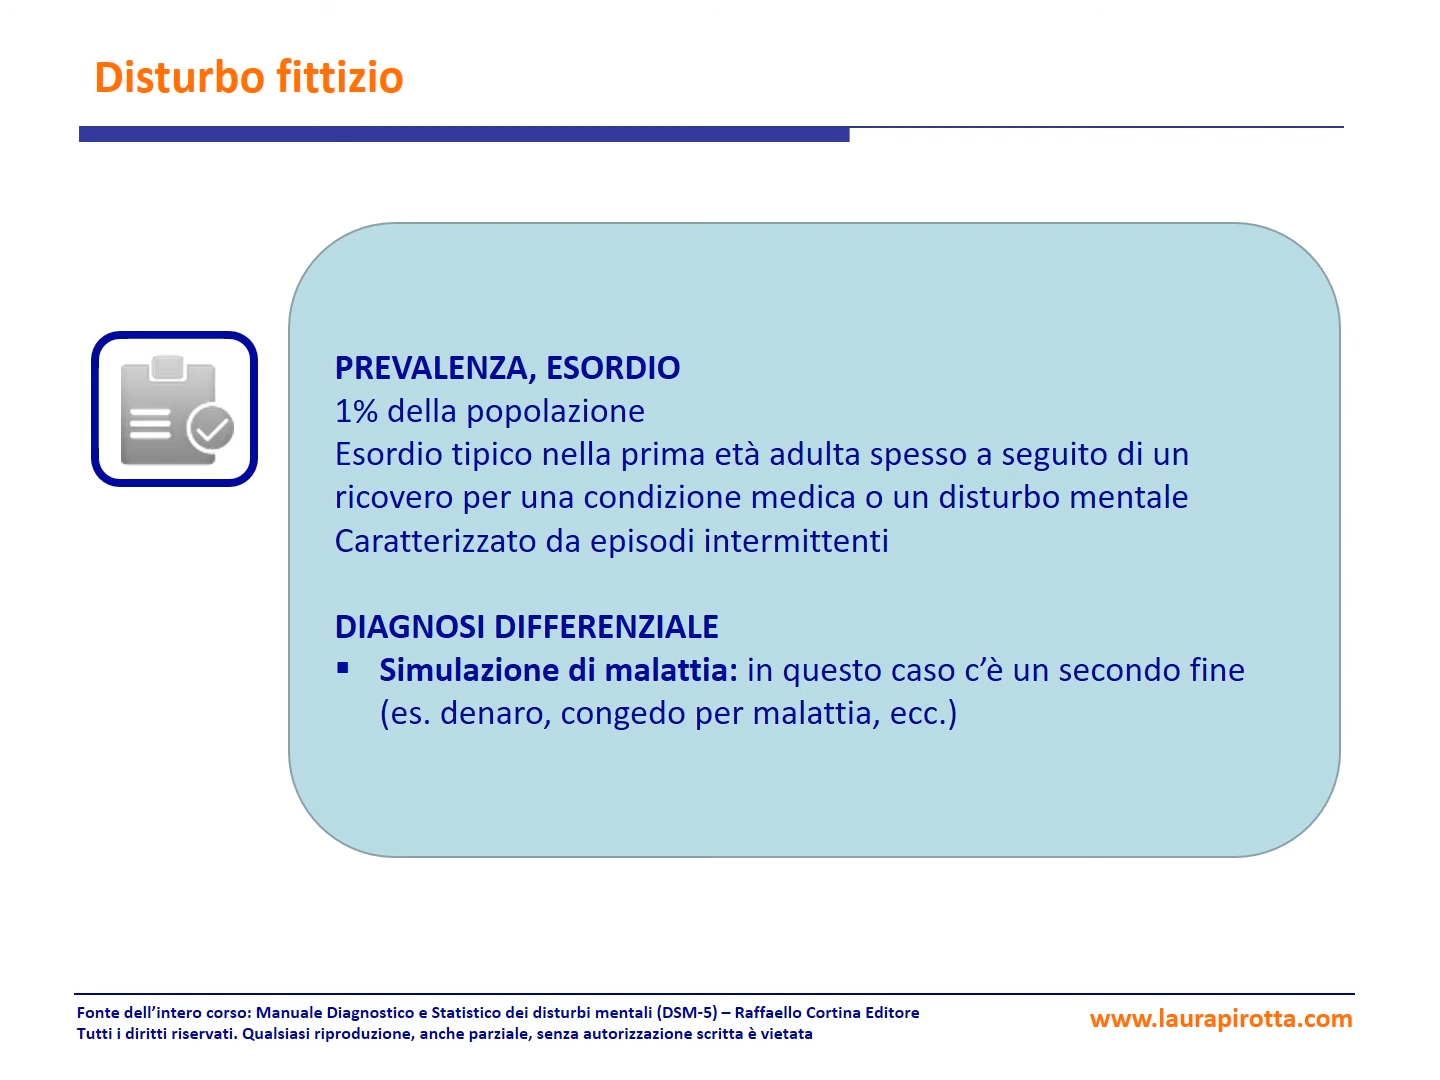 Disturbo fittizio
PREVALENZA, ESORDIO
1% della popolazione
Esordio tipico nella prima età adulta spesso a seguito di un
ricovero per una condizione medica o un disturbo mentale
Caratterizzato da episodi intermittenti
DIAGNOSI DIFFERENZIALE
▪ Simulazione di malattia: in questo caso c’è un secondo fine
(es. denaro, congedo per malattia, ecc.)
Fonte dell’intero corso: Manuale Diagnostico e Statistico dei disturbi mentali (DSM-5) – Raffaello Cortina Editore
Tutti i diritti riservati. Qualsiasi riproduzione, anche parziale, senza autorizzazione scritta è vietata
www.laurapirotta.com